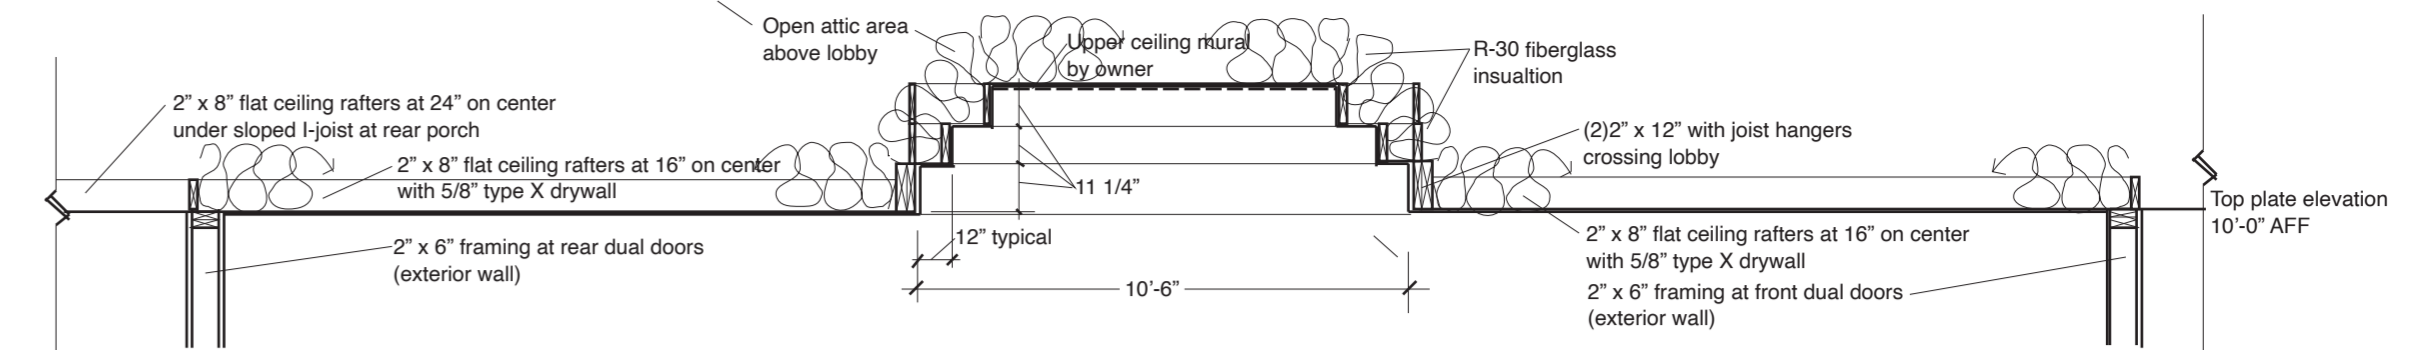 Open attic area
above lobby
Upper ceiling mural
by owner
R-30 fiberglass
insualtion
2” x 8” flat ceiling rafters at 24” on center
under sloped I-joist at rear porch
2” x 8” flat ceiling rafters at 16” on center
with 5/8” type X drywall
(2)2” x 12” with joist hangers
crossing lobby
11 1/4”
Top plate elevation
10’-0” AFF
2” x 6” framing at rear dual doors
(exterior wall)
12” typical
2” x 8” flat ceiling rafters at 16” on center
with 5/8” type X drywall
10’-6”
2” x 6” framing at front dual doors
(exterior wall)